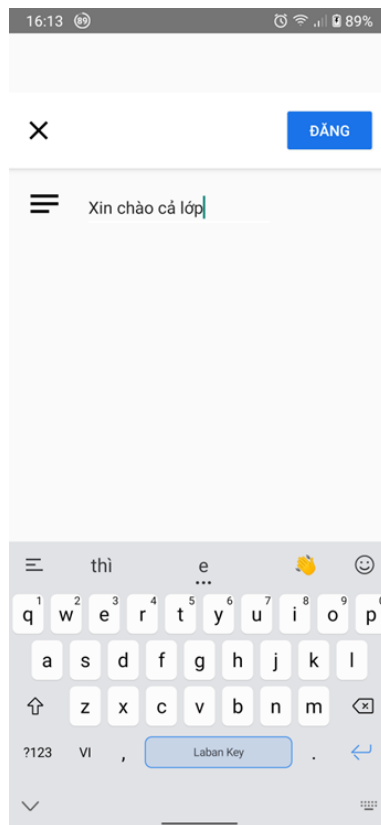 16:13 89 89%
ĐĂNG
Xin chào cả lớp
thì e
1 2 3 4 5 6 7 8 9
q w e r t y u i o p
a s d f g h j k l
z x c v b n m
?123 VI , Laban Key .